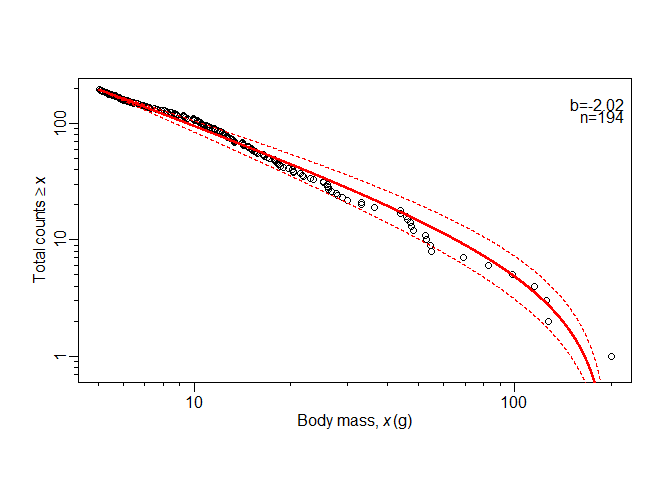 b=-2.02
n=194
Total counts ≥ x
100
10
1
10
100
Body mass, x (g)